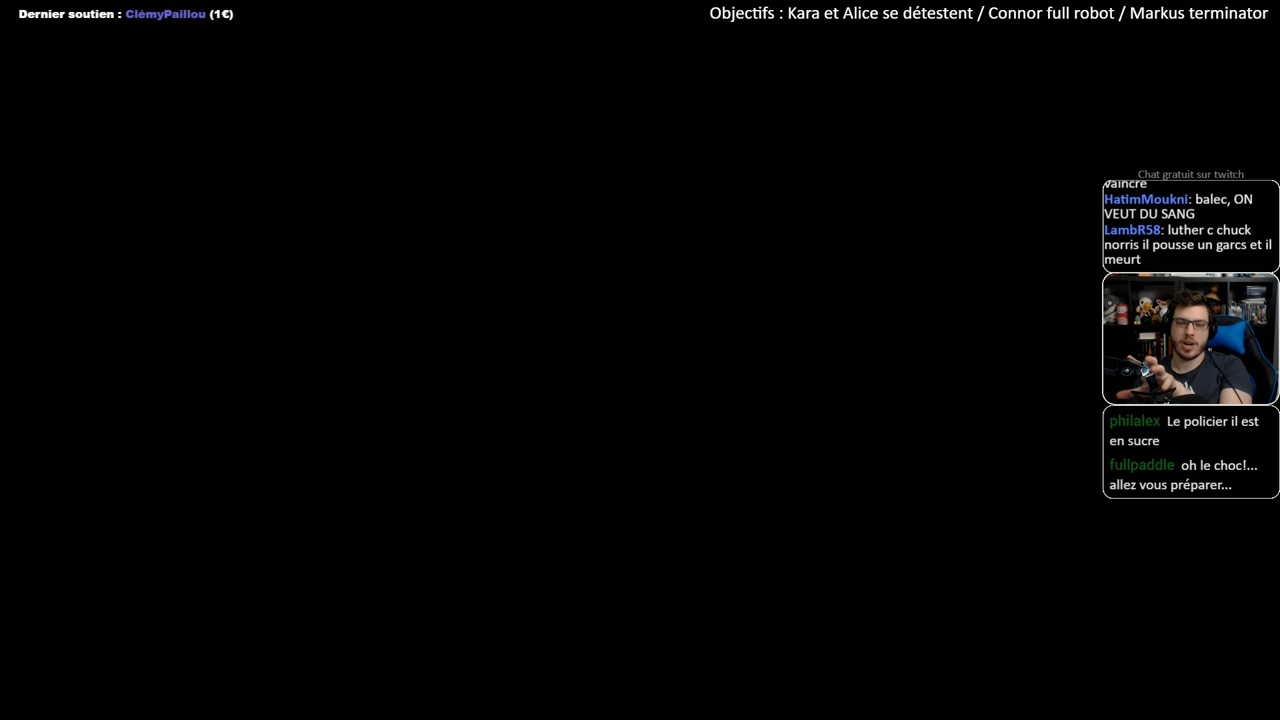 Dernier soutien : ClémyPaillou (1€)
Objectifs : Kara et Alice se détestent / Connor full robot / Markus terminator
Chat gratuit sur twitch
vaincre
HatimMoukni: balec, ON
VEUT DU SANG
LambR58: luther c chuck
norris il pousse un garcs et il
meurt
philalex Le policier il est
en sucre
fullpaddle oh le choc!...
allez vous préparer...